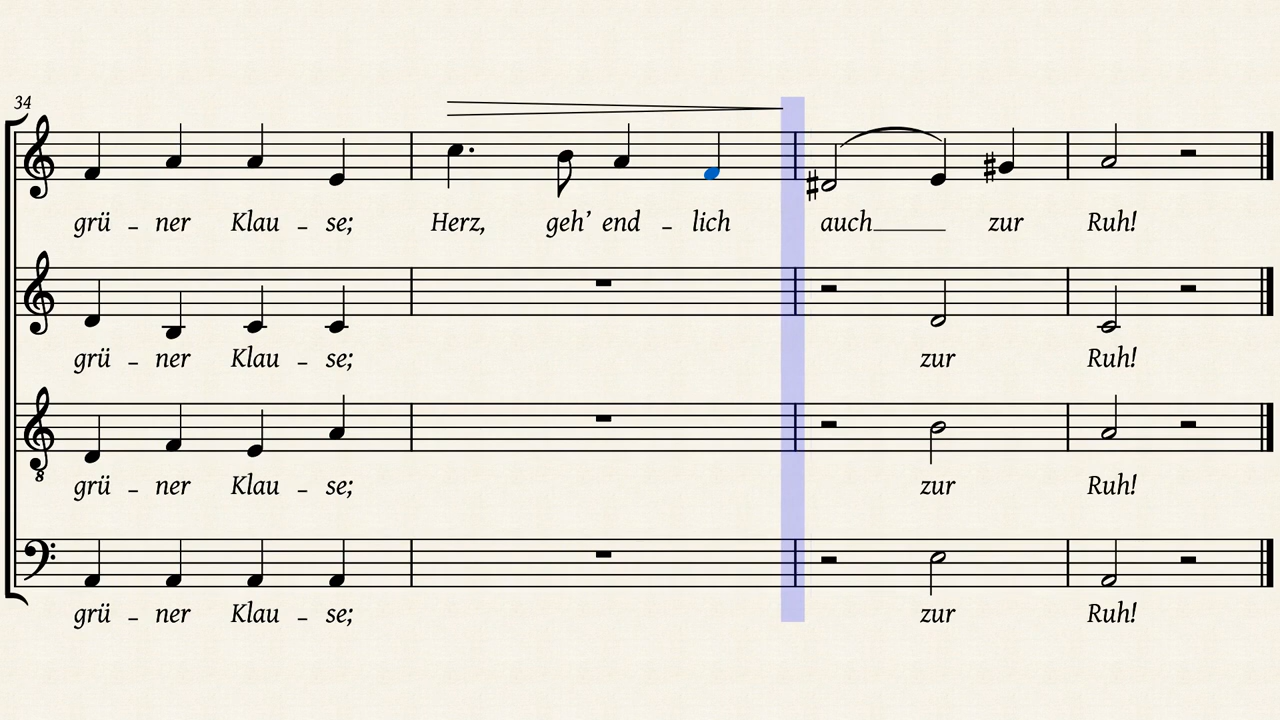 34
grü - ner Klau - se; Herz, geh’ end - lich auch zur Ruh!
grü - ner Klau - se; zur Ruh!
8
grü - ner Klau - se; zur Ruh!
grü - ner Klau - se; zur Ruh!